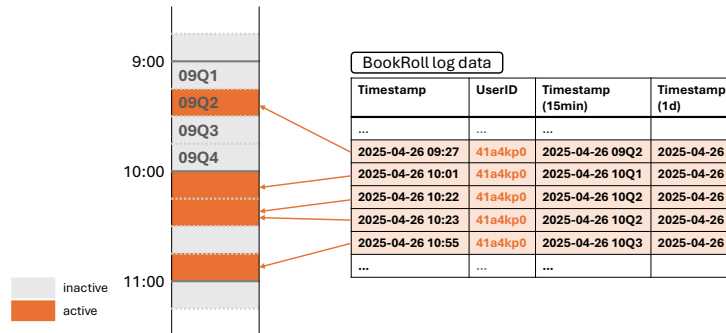 9:00
09Q1
09Q2
09Q3
09Q4
10:00
11:00
inactive
active
BookRoll log data
Timestamp UserID Timestamp (15min) Timestamp (1d)
... ... ...
2025-04-26 09:27 41a4kp0 2025-04-26 09Q2 2025-04-26
2025-04-26 10:01 41a4kp0 2025-04-26 10Q1 2025-04-26
2025-04-26 10:22 41a4kp0 2025-04-26 10Q2 2025-04-26
2025-04-26 10:23 41a4kp0 2025-04-26 10Q2 2025-04-26
2025-04-26 10:55 41a4kp0 2025-04-26 10Q3 2025-04-26
... ... ...